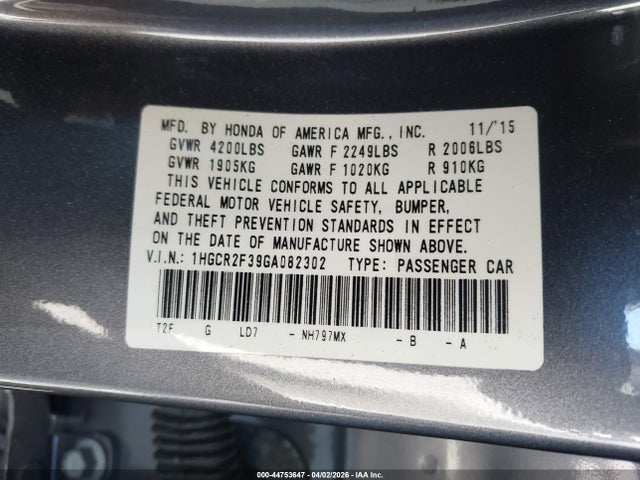 MFD. BY HONDA OF AMERICA MFG., INC. 11/'15
GVWR 4200LBS GAWR F 2249LBS R 2006LBS
GVWR 1905KG GAWR F 1020KG R 910KG
THIS VEHICLE CONFORMS TO ALL APPLICABLE
FEDERAL MOTOR VEHICLE SAFETY, BUMPER,
AND THEFT PREVENTION STANDARDS IN EFFECT
ON THE DATE OF MANUFACTURE SHOWN ABOVE.
V.I.N.: 1HGCR2F39GA082302 TYPE: PASSENGER CAR
T2F G LD7 - NH797MX - B - A
000-44753647 - 04/02/2026 - IAA Inc.